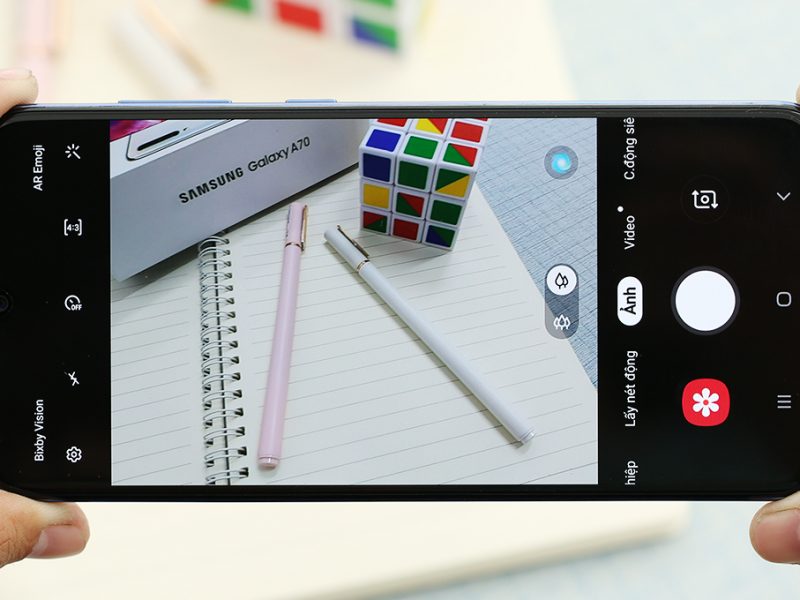 AR Emoji
4:3
OFF
Bixby Vision
SAMSUNG Galaxy A70
C.động siê
Video
Ảnh
Lấy nét động
hiệp